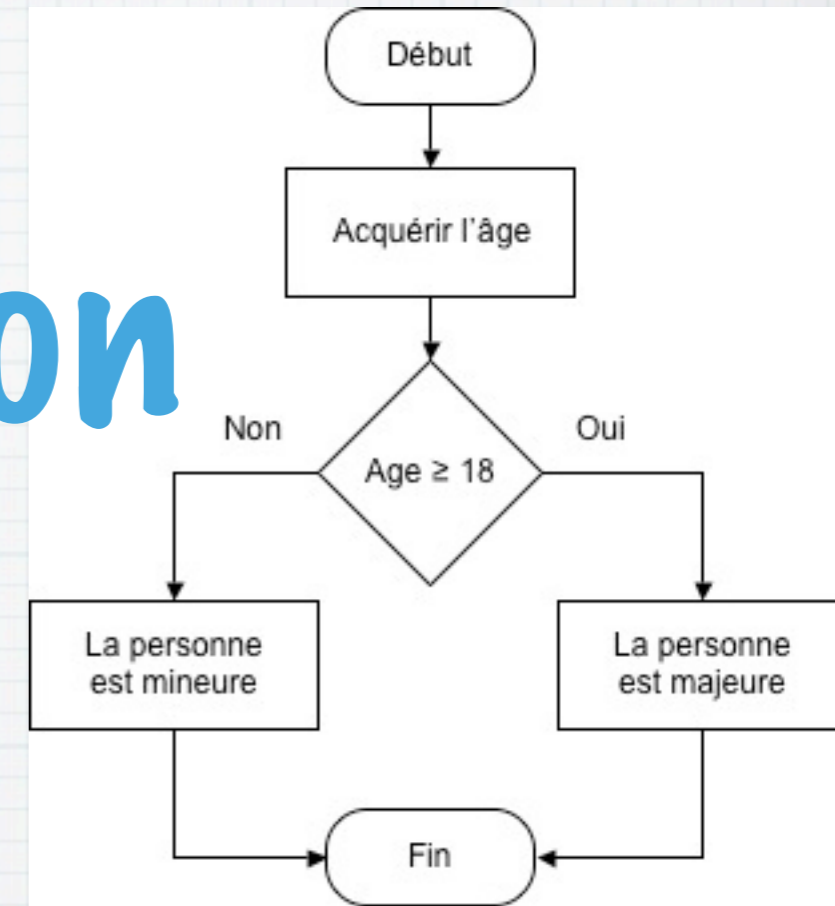 Début
Acquérir l'âge
on
Non
Oui
Age ≥ 18
La personne
est mineure
La personne
est majeure
Fin